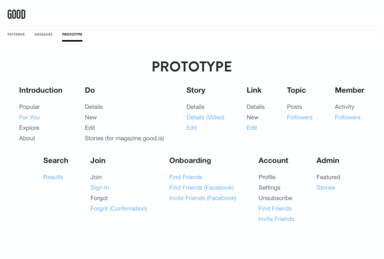 GOOD
PATTERNS MESSAGES PROTOTYPE
PROTOTYPE
Introduction
Popular
For You
Explore
About
Do
Details
New
Edit
Stories (for magazine.good.is)
Story
Details
Details (Video)
Edit
Link
Details
New
Edit
Topic
Posts
Followers
Member
Activity
Followers
Search
Results
Join
Join
Sign In
Forgot
Forgot (Confirmation)
Onboarding
Find Friends
Find Friends (Facebook)
Invite Friends (Facebook)
Account
Profile
Settings
Unsubscribe
Find Friends
Invite Friends
Admin
Featured
Stories